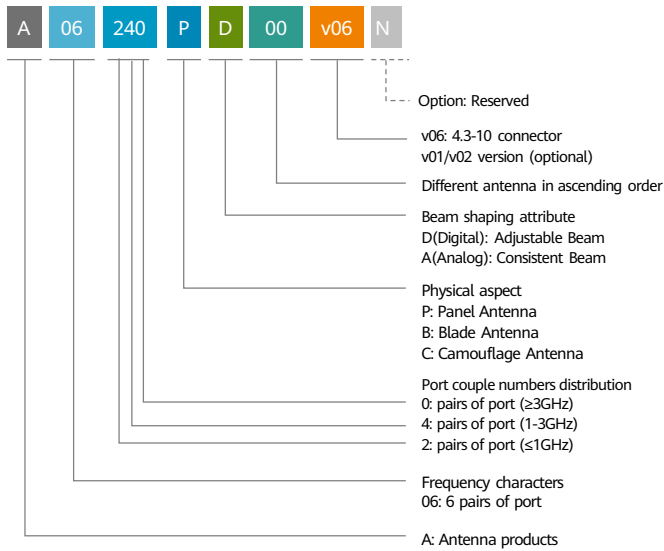 A 06 240 P D 00 v06 N
Option: Reserved
v06: 4.3-10 connector
v01/v02 version (optional)
Different antenna in ascending order
Beam shaping attribute
D(Digital): Adjustable Beam
A(Analog): Consistent Beam
Physical aspect
P: Panel Antenna
B: Blade Antenna
C: Camouflage Antenna
Port couple numbers distribution
0: pairs of port (≥3GHz)
4: pairs of port (1-3GHz)
2: pairs of port (≤1GHz)
Frequency characters
06: 6 pairs of port
A: Antenna products